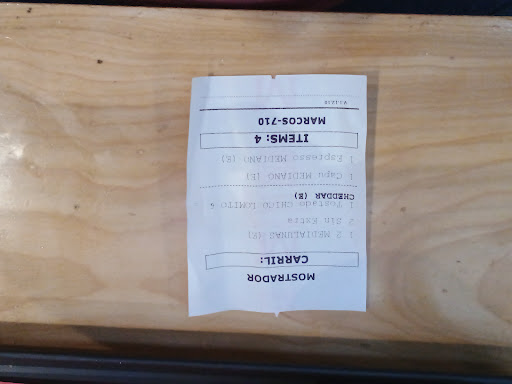 MOSTRADOR
CARRIL:
1 2 MEDIALUNAS (E)
2 Sin Extra
1 Tostado CHICO LOMITO &
CHEDDAR (E)
1 Capu MEDIANO (E)
1 Espresso MEDIANO (E)
ITEMS: 4
MARCOS-710